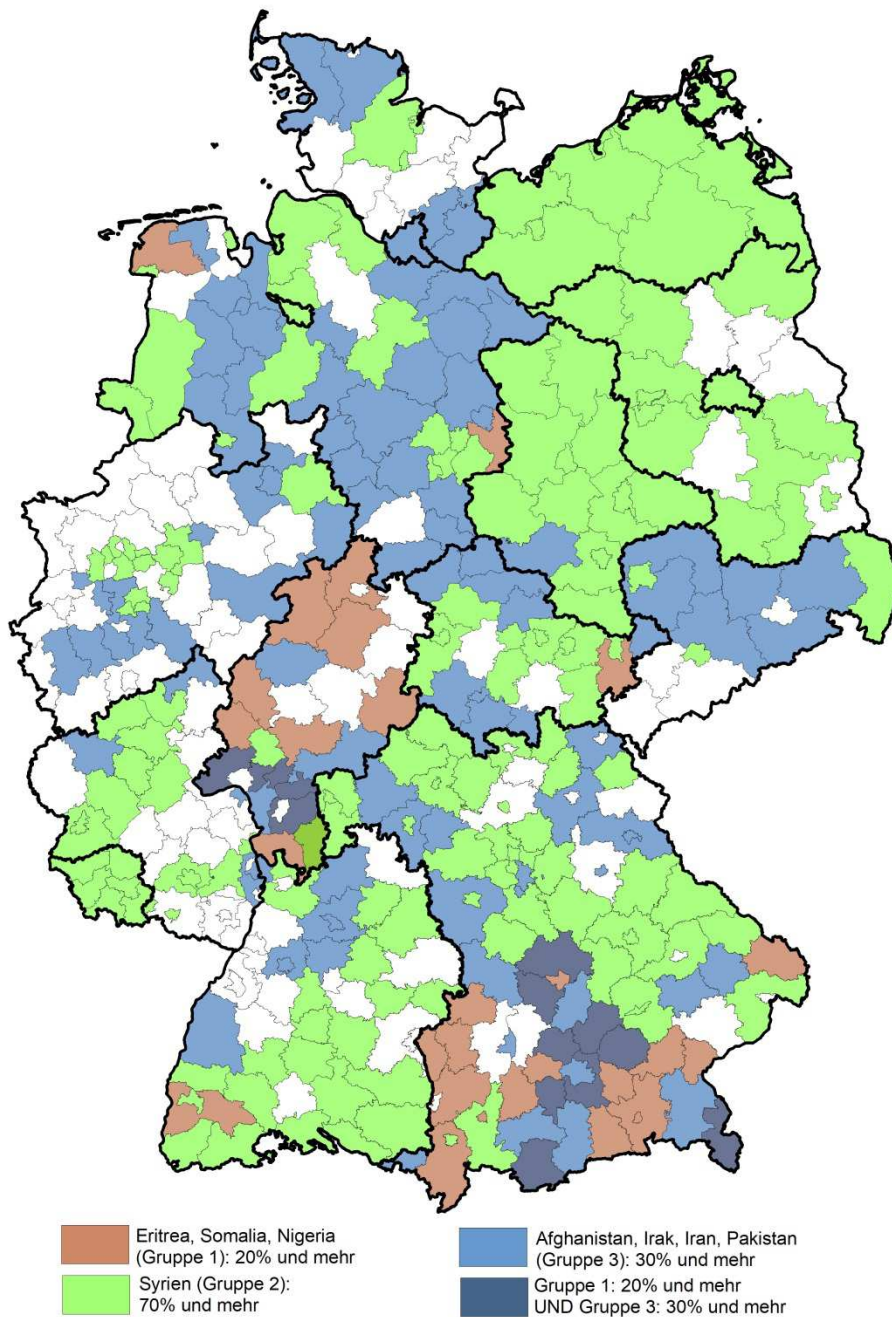 Eritrea, Somalia, Nigeria
(Gruppe 1): 20% und mehr
Syrien (Gruppe 2):
70% und mehr
Afghanistan, Irak, Iran, Pakistan
(Gruppe 3): 30% und mehr
Gruppe 1: 20% und mehr
UND Gruppe 3: 30% und mehr